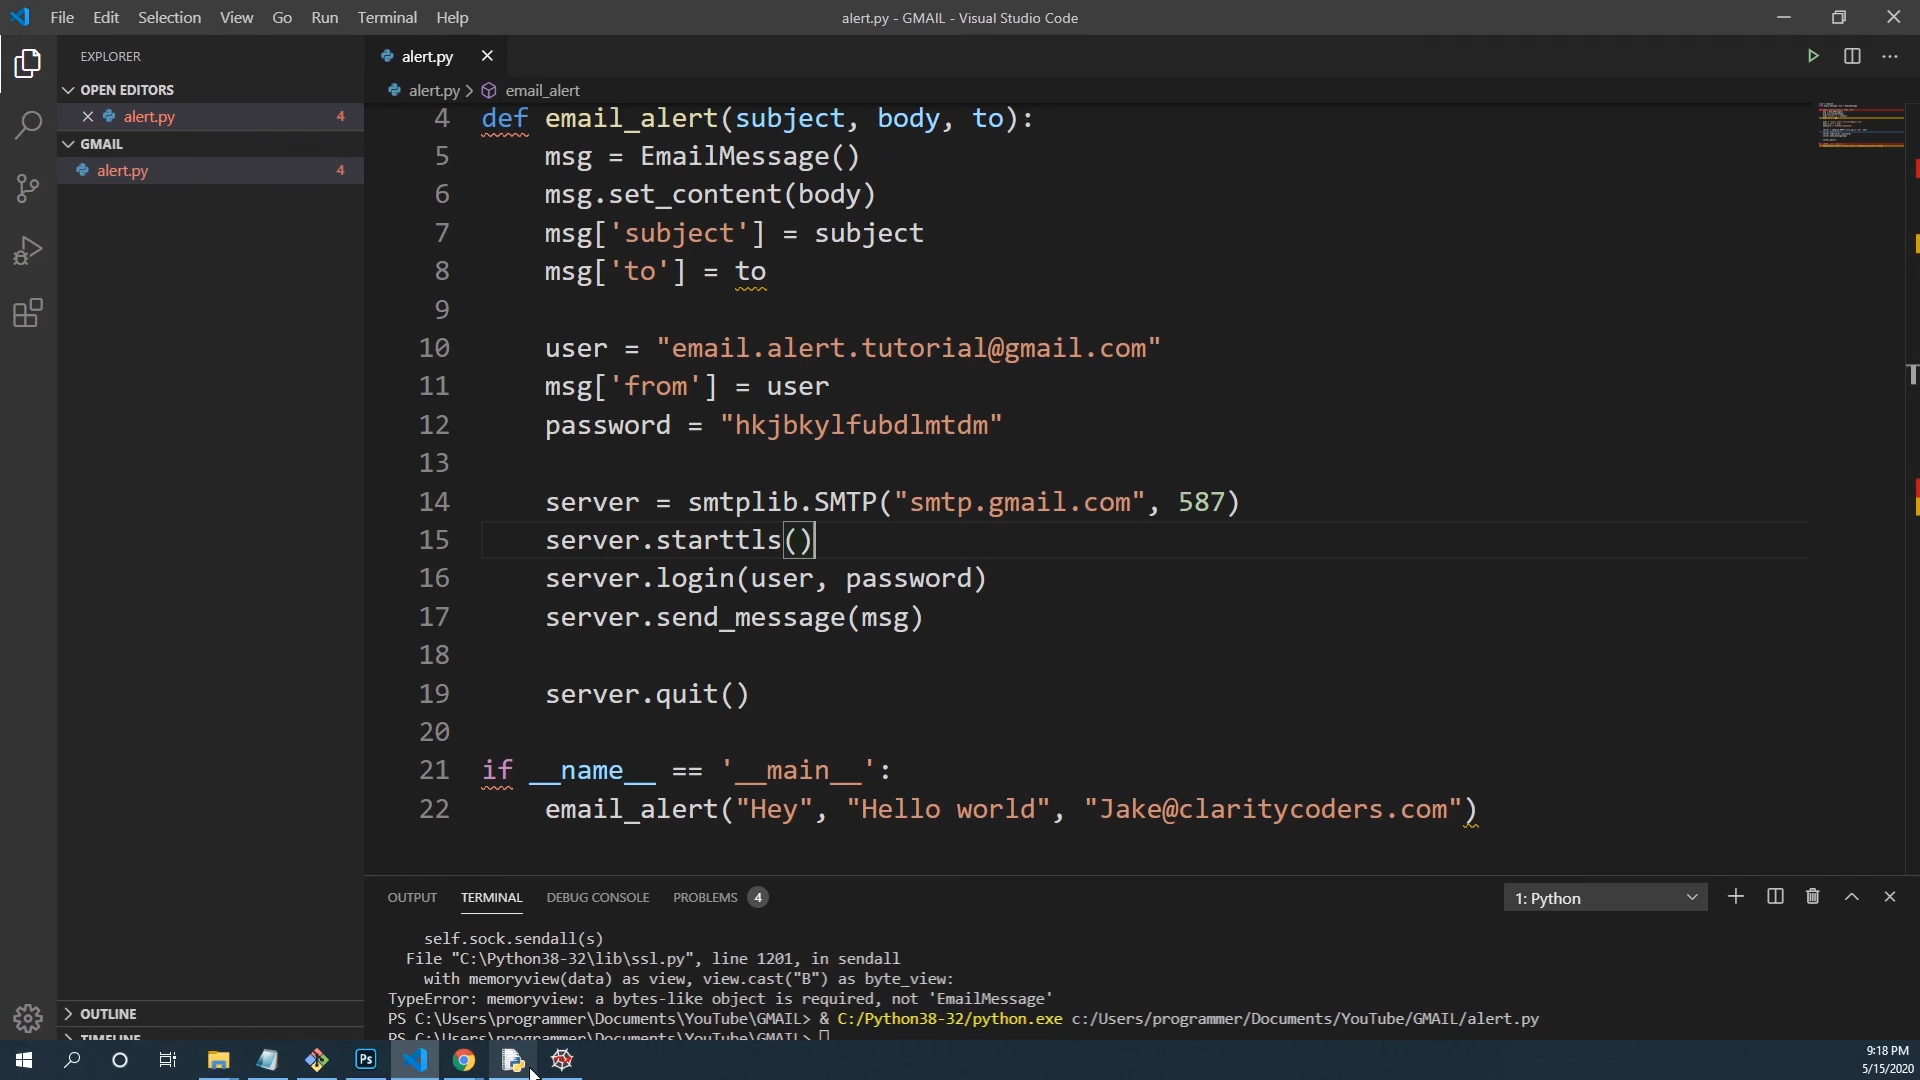 File Edit Selection View Go Run Terminal Help
alert.py - GMAIL - Visual Studio Code
EXPLORER
OPEN EDITORS
alert.py 4
GMAIL
alert.py 4
OUTLINE
TIMELINE
alert.py
alert.py > email_alert
4 def email_alert(subject, body, to):
5 msg = EmailMessage()
6 msg.set_content(body)
7 msg['subject'] = subject
8 msg['to'] = to
9
10 user = "email.alert.tutorial@gmail.com"
11 msg['from'] = user
12 password = "hkjbkylfubdlmtdm"
13
14 server = smtplib.SMTP("smtp.gmail.com", 587)
15 server.starttls()
16 server.login(user, password)
17 server.send_message(msg)
18
19 server.quit()
20
21 if __name__ == '__main__':
22 email_alert("Hey", "Hello world", "Jake@claritycoders.com")
OUTPUT TERMINAL DEBUG CONSOLE PROBLEMS 4
1: Python
self.sock.sendall(s)
File "C:\Python38-32\lib\ssl.py", line 1201, in sendall
with memoryview(data) as view, view.cast("B") as byte_view:
TypeError: memoryview: a bytes-like object is required, not 'EmailMessage'
PS C:\Users\programmer\Documents\YouTube\GMAIL> & C:/Python38-32/python.exe c:/Users/programmer/Documents/YouTube/GMAIL/alert.py
PS C:\Users\programmer\Documents\YouTube\GMAIL>
Ps
9:18 PM
5/15/2020